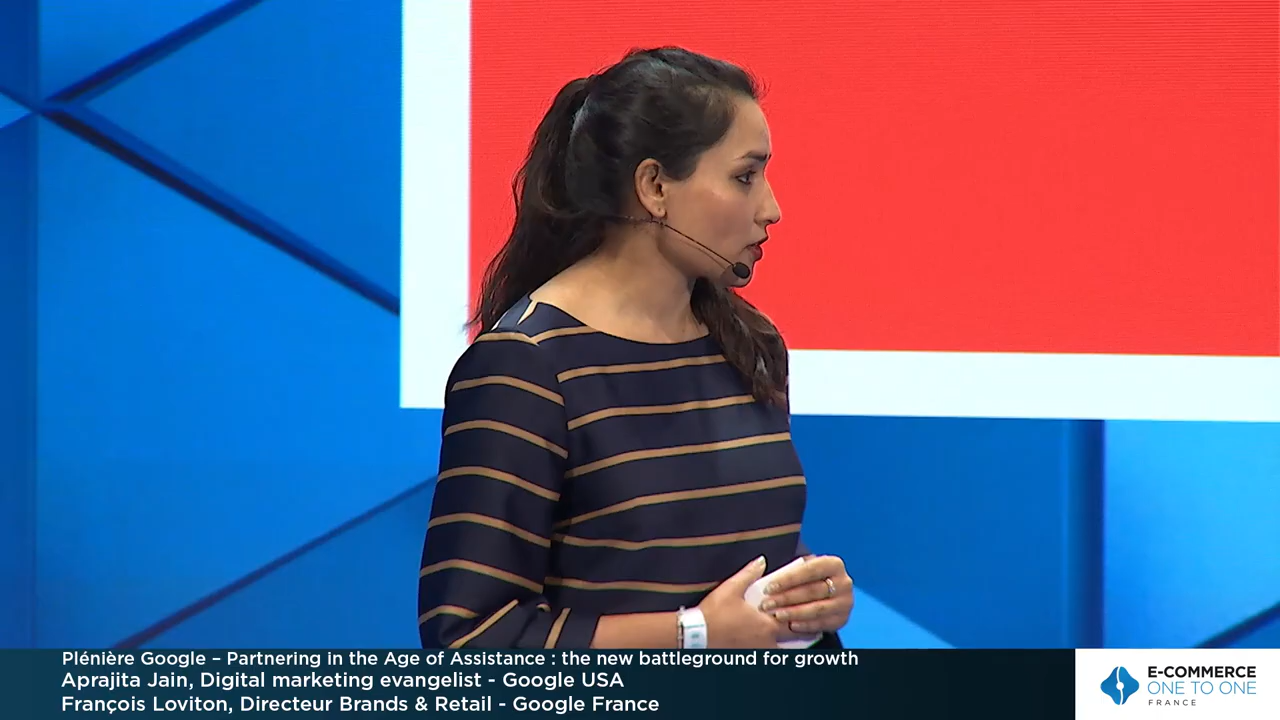 Plénière Google – Partnering in the Age of Assistance : the new battleground for growth
Aprajita Jain, Digital marketing evangelist - Google USA
François Loviton, Directeur Brands & Retail - Google France
E-COMMERCE
ONE TO ONE
FRANCE